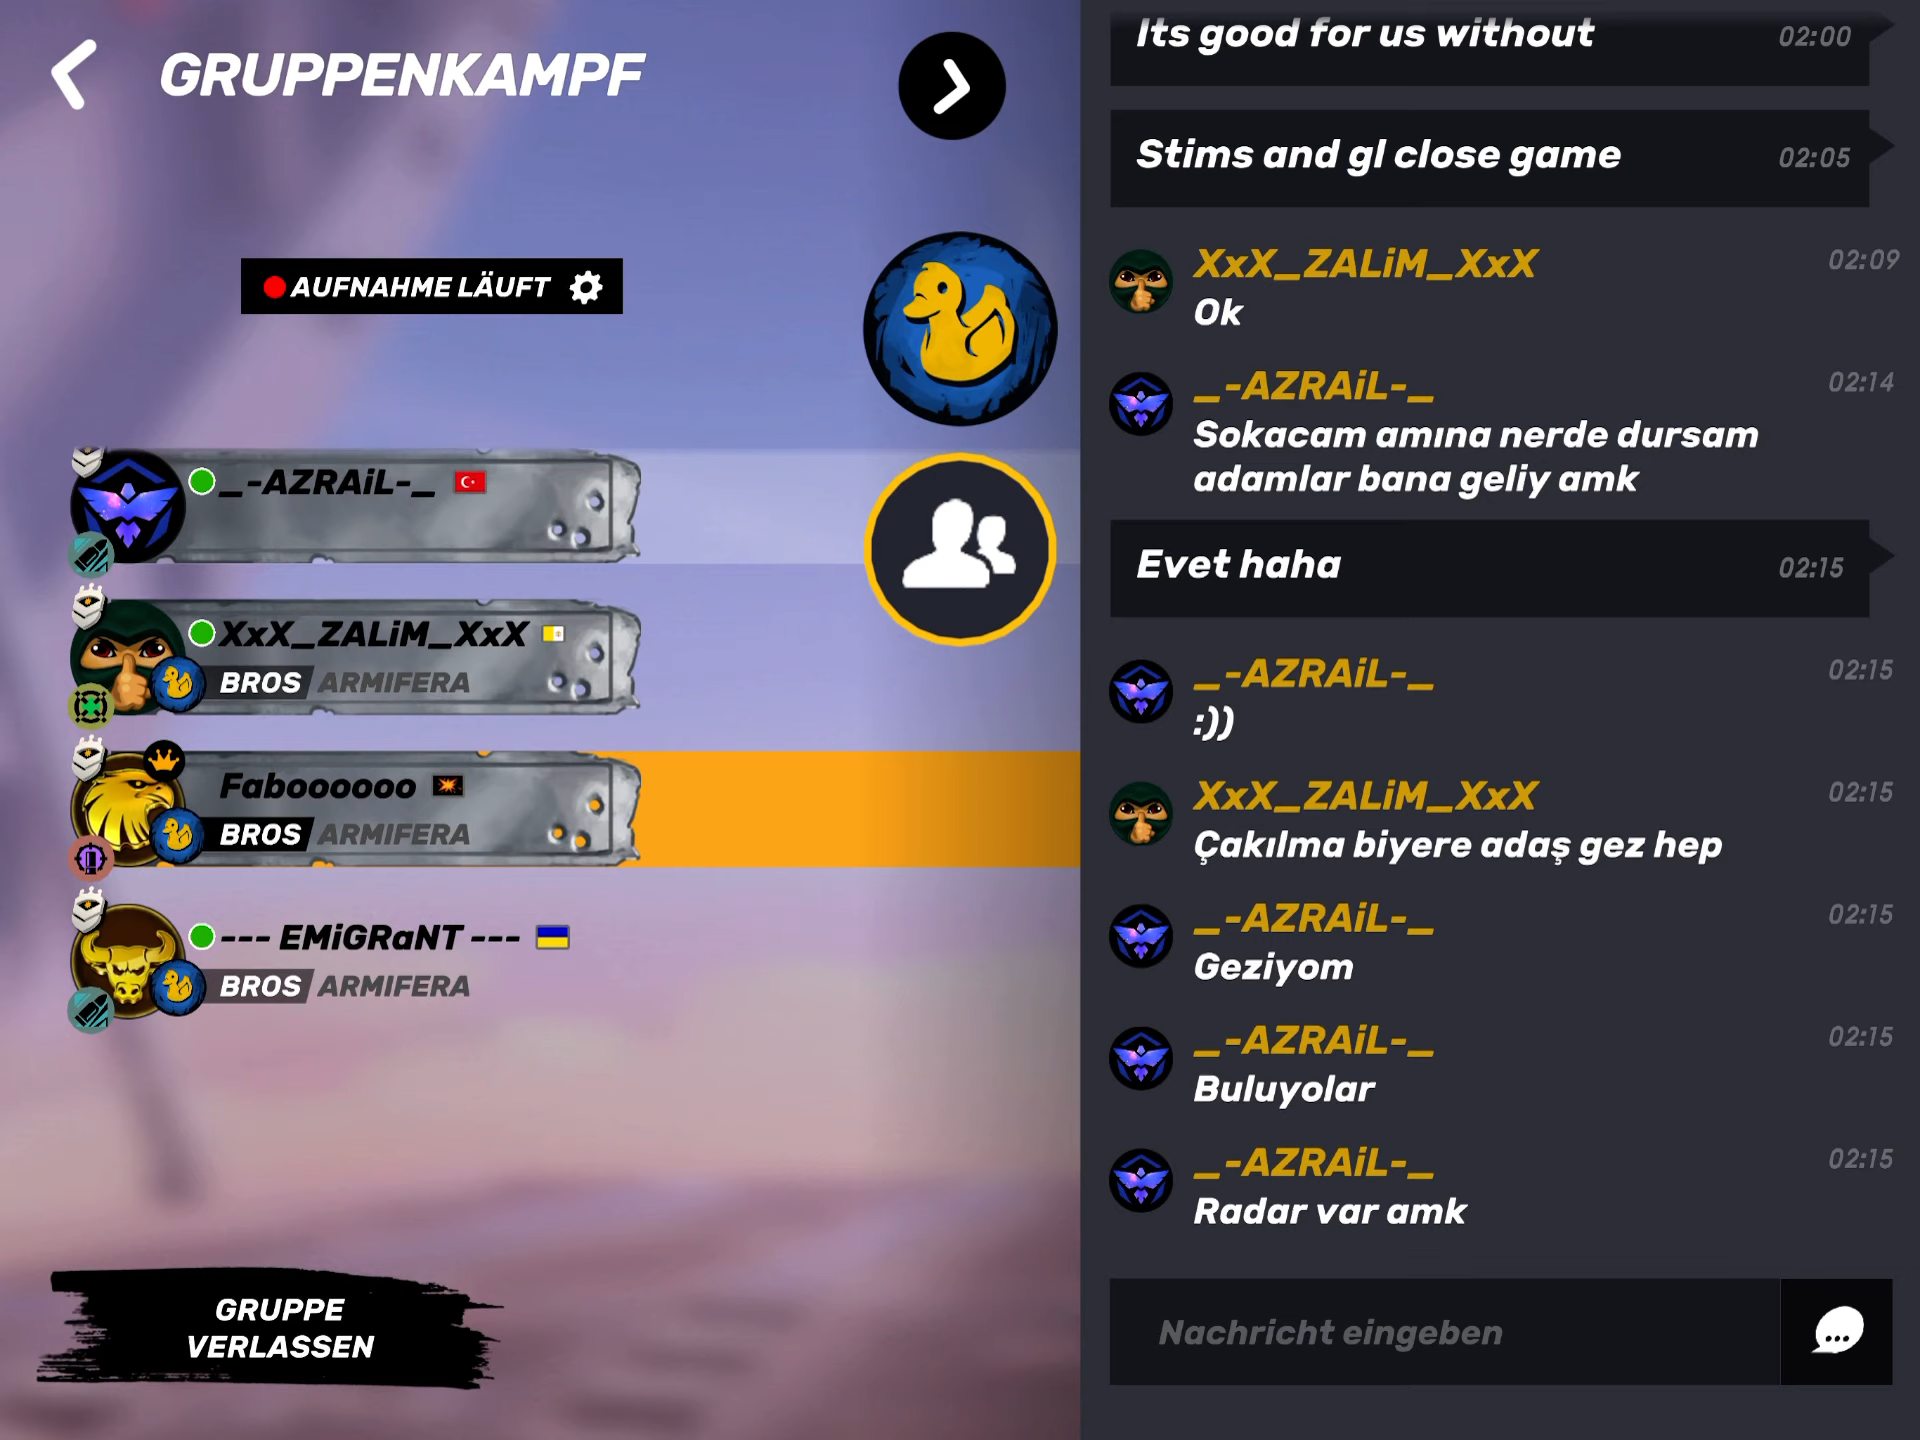 GRUPPENKAMPF
AUFNAHME LÄUFT
_-AZRAiL-_
XxX_ZALiM_XxX
BROS ARMIFERA
Faboooooo
BROS ARMIFERA
--- EMiGRaNT ---
BROS ARMIFERA
GRUPPE
VERLASSEN
Its good for us without 02:00
Stims and gl close game 02:05
XxX_ZALiM_XxX 02:09
Ok
_-AZRAiL-_ 02:14
Sokacam amına nerde dursam
adamlar bana geliy amk
Evet haha 02:15
_-AZRAiL-_ 02:15
:))
XxX_ZALiM_XxX 02:15
Çakılma biyere adaş gez hep
_-AZRAiL-_ 02:15
Geziyom
_-AZRAiL-_ 02:15
Buluyolar
_-AZRAiL-_ 02:15
Radar var amk
Nachricht eingeben